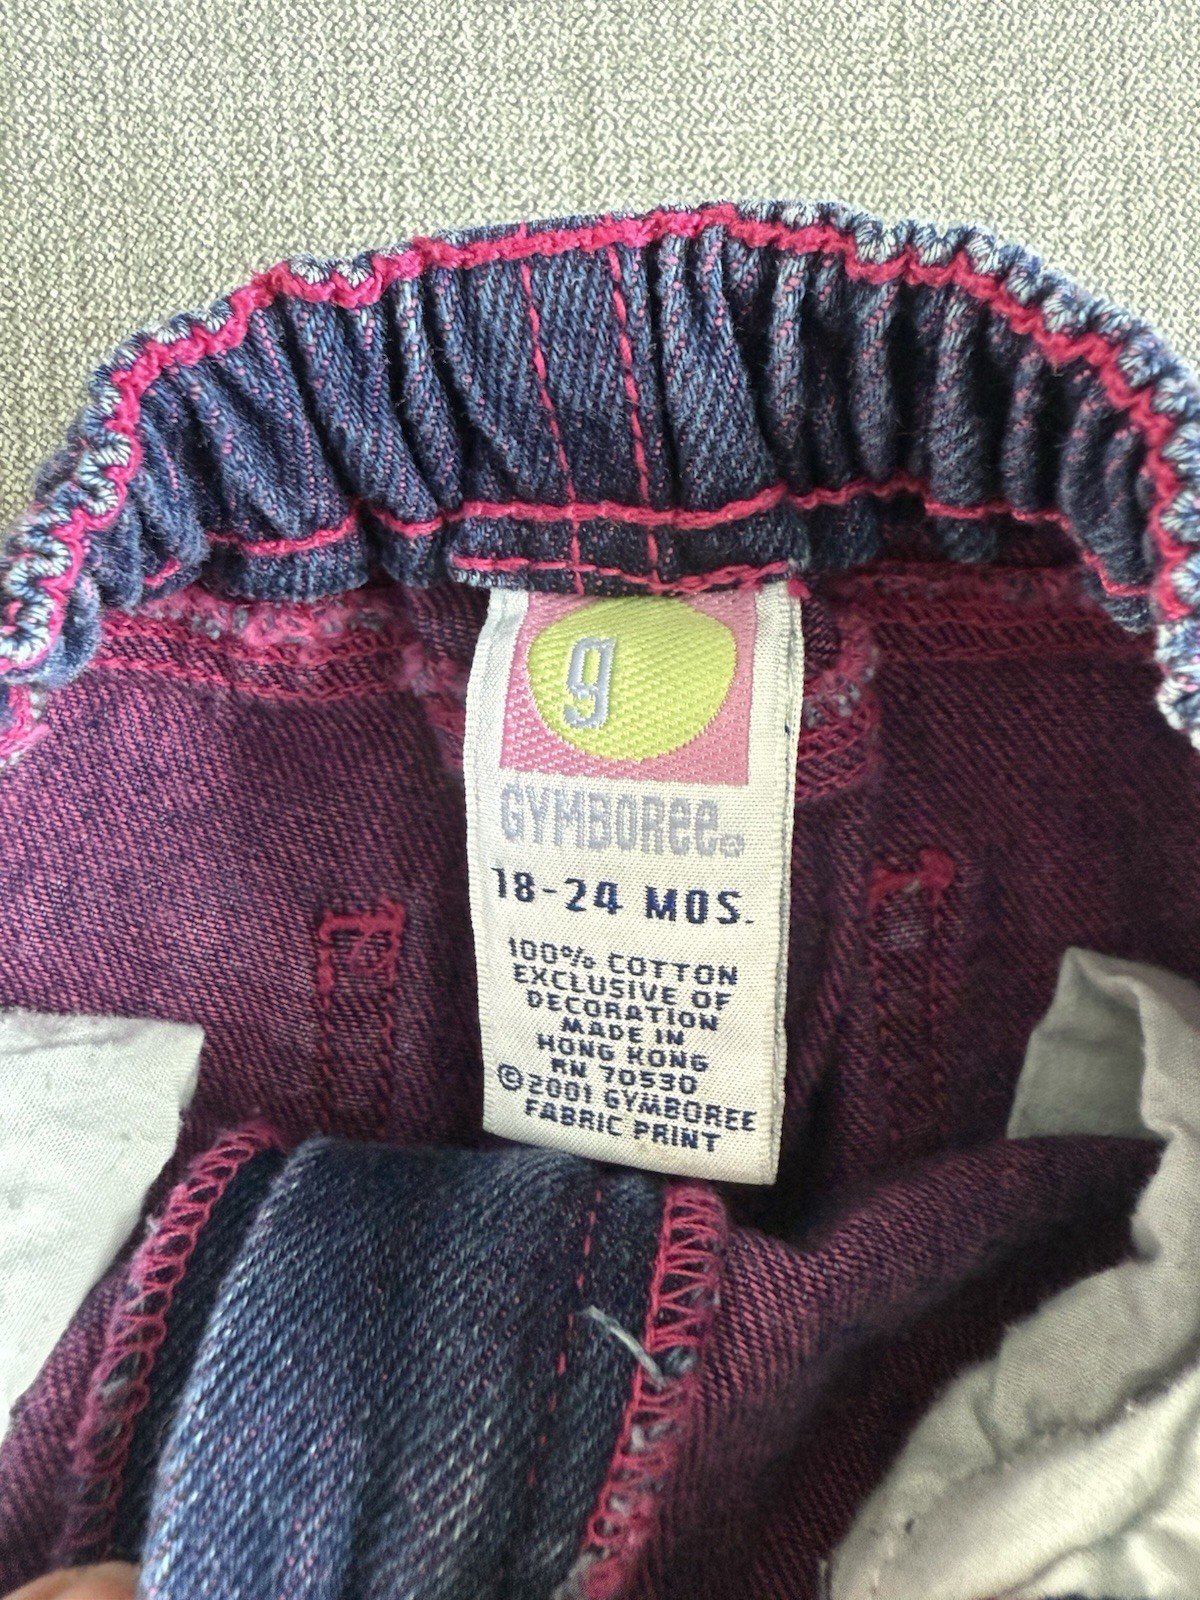 g
GYMBOREE®
18-24 MOS.
100% COTTON
EXCLUSIVE OF
DECORATION
MADE IN
HONG KONG
RN 70530
©2001 GYMBOREE
FABRIC PRINT